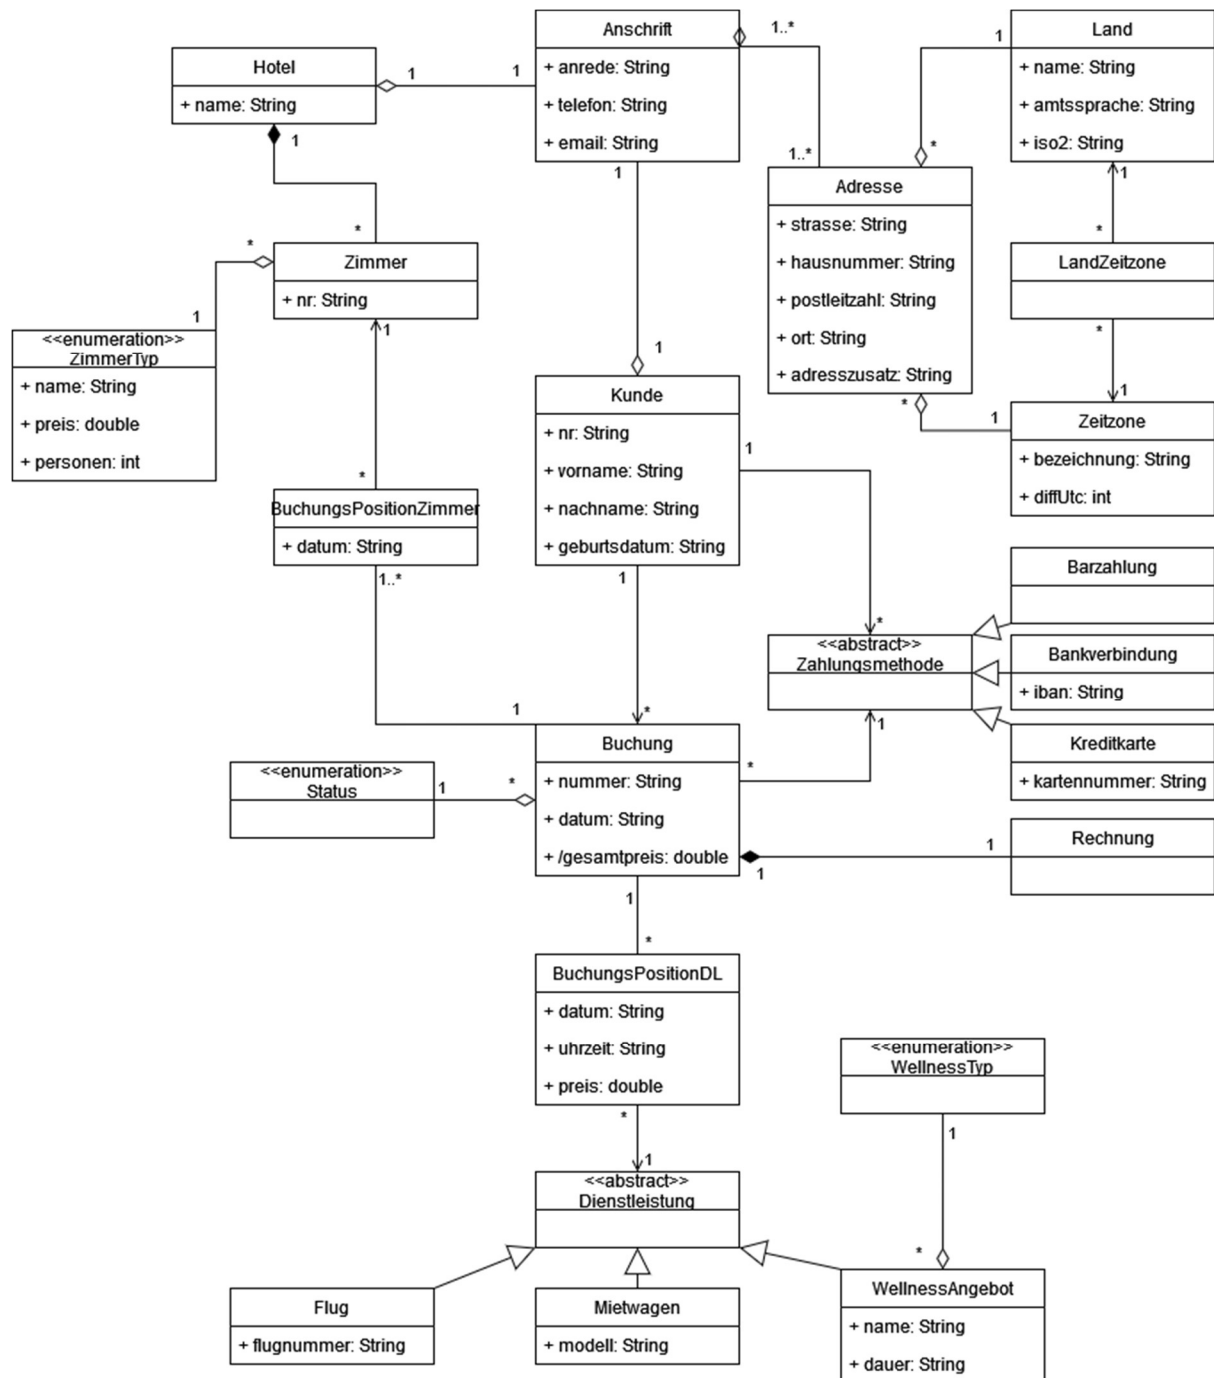 Hotel
+ name: String
1
1
1
Anschrift
+ anrede: String
+ telefon: String
+ email: String
1..*
1..*
1
Land
+ name: String
+ amtssprache: String
+ iso2: String
*
1
*
Adresse
+ strasse: String
+ hausnummer: String
+ postleitzahl: String
+ ort: String
+ adresszusatz: String
LandZeitzone
*
1
*
1
Zeitzone
+ bezeichnung: String
+ diffUtc: int
*
*
Zimmer
+ nr: String
1
<<enumeration>>
ZimmerTyp
+ name: String
+ preis: double
+ personen: int
1
*
BuchungsPositionZimmer
+ datum: String
1..*
1
1
1
Kunde
+ nr: String
+ vorname: String
+ nachname: String
+ geburtsdatum: String
1
1
*
*
<<abstract>>
Zahlungsmethode
1
Barzahlung
Bankverbindung
+ iban: String
Kreditkarte
+ kartennummer: String
Buchung
+ nummer: String
+ datum: String
+ /gesamtpreis: double
*
<<enumeration>>
Status
1
*
1
1
Rechnung
1
*
BuchungsPositionDL
+ datum: String
+ uhrzeit: String
+ preis: double
*
1
<<abstract>>
Dienstleistung
<<enumeration>>
WellnessTyp
1
*
Flug
+ flugnummer: String
Mietwagen
+ modell: String
WellnessAngebot
+ name: String
+ dauer: String